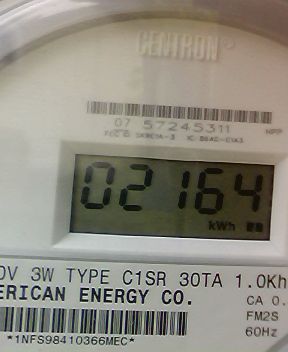 CENTRON®
07 57245311 NPP
02164
kWh
0V 3W TYPE C1SR 30TA 1.0Kh
ERICAN ENERGY CO. CA 0.
FM2S
60Hz
*1NFS98410366MEC*